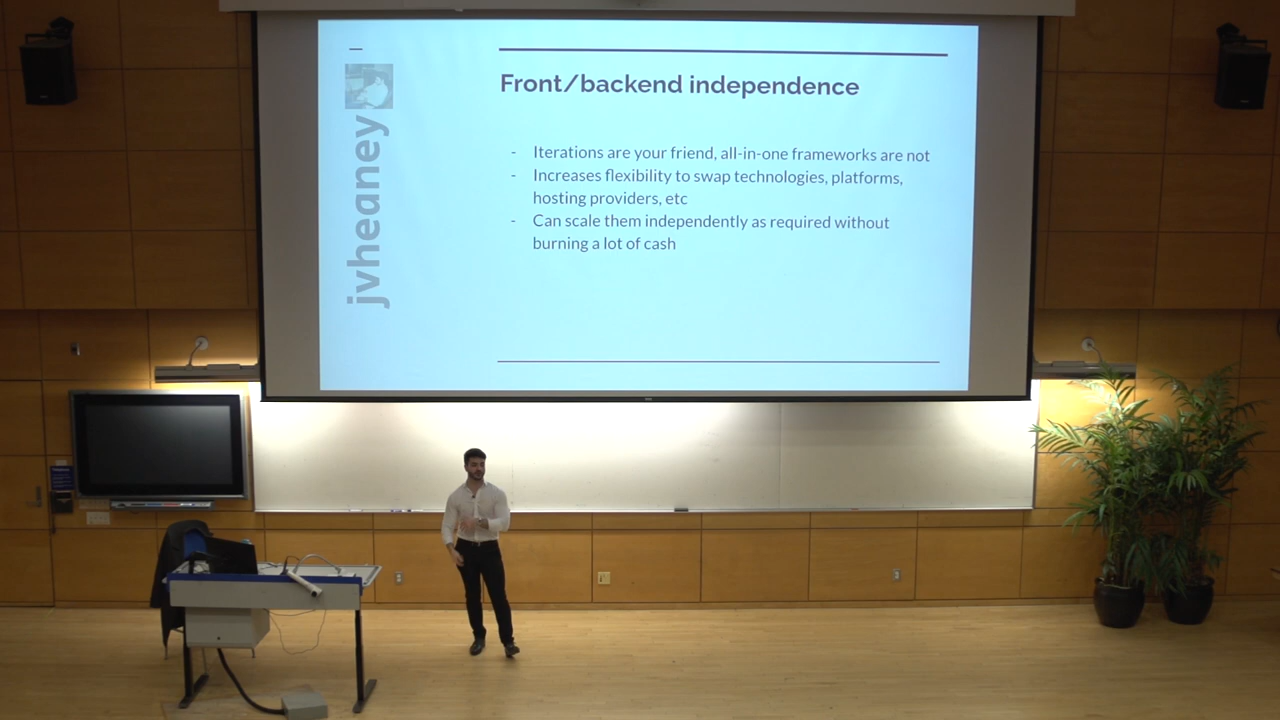 Front/backend independence
- Iterations are your friend, all-in-one frameworks are not
- Increases flexibility to swap technologies, platforms,
hosting providers, etc
- Can scale them independently as required without
burning a lot of cash
jvheaney